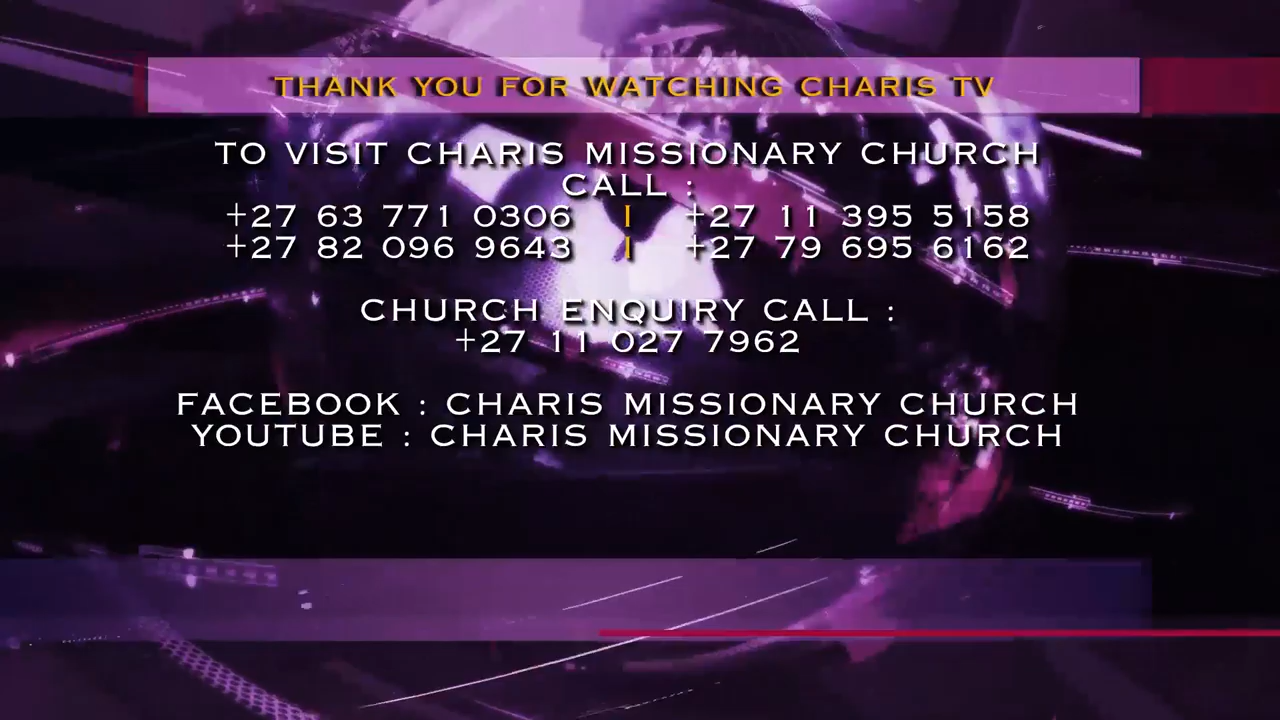 THANK YOU FOR WATCHING CHARIS TV
TO VISIT CHARIS MISSIONARY CHURCH
CALL :
+27 63 771 0306 I +27 11 395 5158
+27 82 096 9643 I +27 79 695 6162
CHURCH ENQUIRY CALL :
+27 11 027 7962
FACEBOOK : CHARIS MISSIONARY CHURCH
YOUTUBE : CHARIS MISSIONARY CHURCH